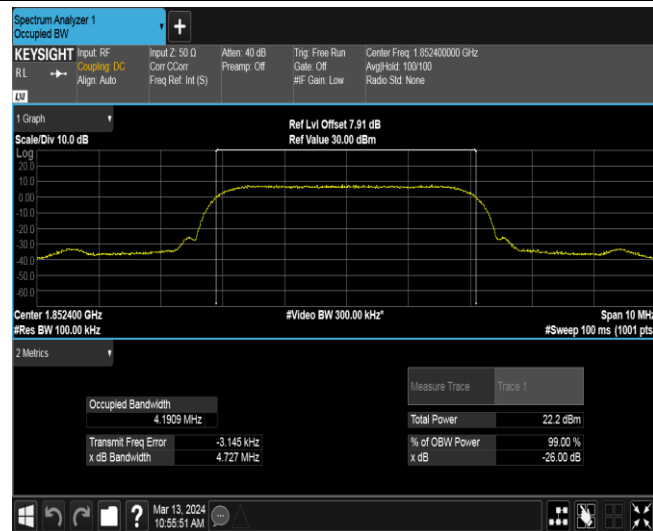 Spectrum Analyzer 1
Occupied BW
+
KEYSIGHT Input: RF Input Z: 50 Ω Atten: 40 dB Trig: Free Run Center Freq: 1.852400000 GHz
RL Coupling: DC Corr CCorr Preamp: Off Gate: Off Avg|Hold: 100/100
Align: Auto Freq Ref: Int (S) #IF Gain: Low Radio Std: None
LXI
1 Graph
Ref Lvl Offset 7.91 dB
Scale/Div 10.0 dB Ref Value 30.00 dBm
Log
20.0
10.0
0.00
-10.0
-20.0
-30.0
-40.0
-50.0
-60.0
Center 1.852400 GHz #Video BW 300.00 kHz* Span 10 MHz
#Res BW 100.00 kHz #Sweep 100 ms (1001 pts
2 Metrics
Measure Trace Trace 1
Occupied Bandwidth
4.1909 MHz
Total Power 22.2 dBm
Transmit Freq Error -3.145 kHz % of OBW Power 99.00 %
x dB Bandwidth 4.727 MHz x dB -26.00 dB
? Mar 13, 2024
10:55:51 AM